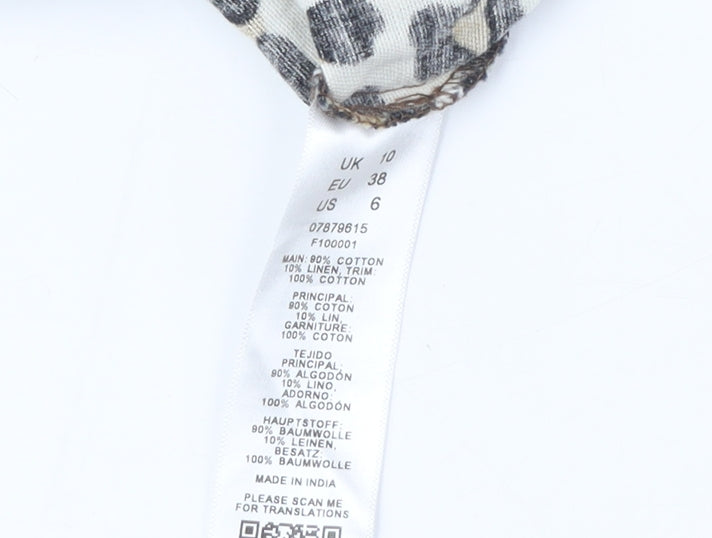 UK 10
EU 38
US 6
07879615
F100001
MAIN: 90% COTTON
10% LINEN, TRIM:
100% COTTON
PRINCIPAL:
90% COTON
10% LIN,
GARNITURE:
100% COTON
TEJIDO
PRINCIPAL:
90% ALGODÓN
10% LINO,
ADORNO:
100% ALGODÓN
HAUPTSTOFF:
90% BAUMWOLLE
10% LEINEN,
BESATZ:
100% BAUMWOLLE
MADE IN INDIA
PLEASE SCAN ME
FOR TRANSLATIONS